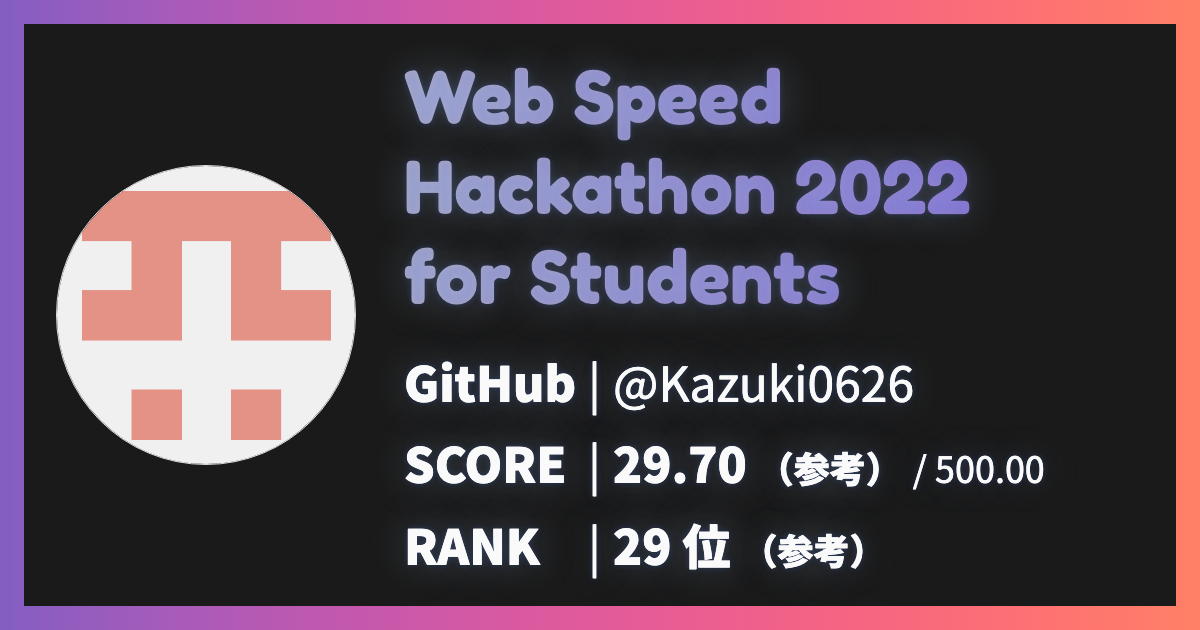 Web Speed
Hackathon 2022
for Students
GitHub | @Kazuki0626
SCORE | 29.70 （参考） / 500.00
RANK | 29 位 （参考）